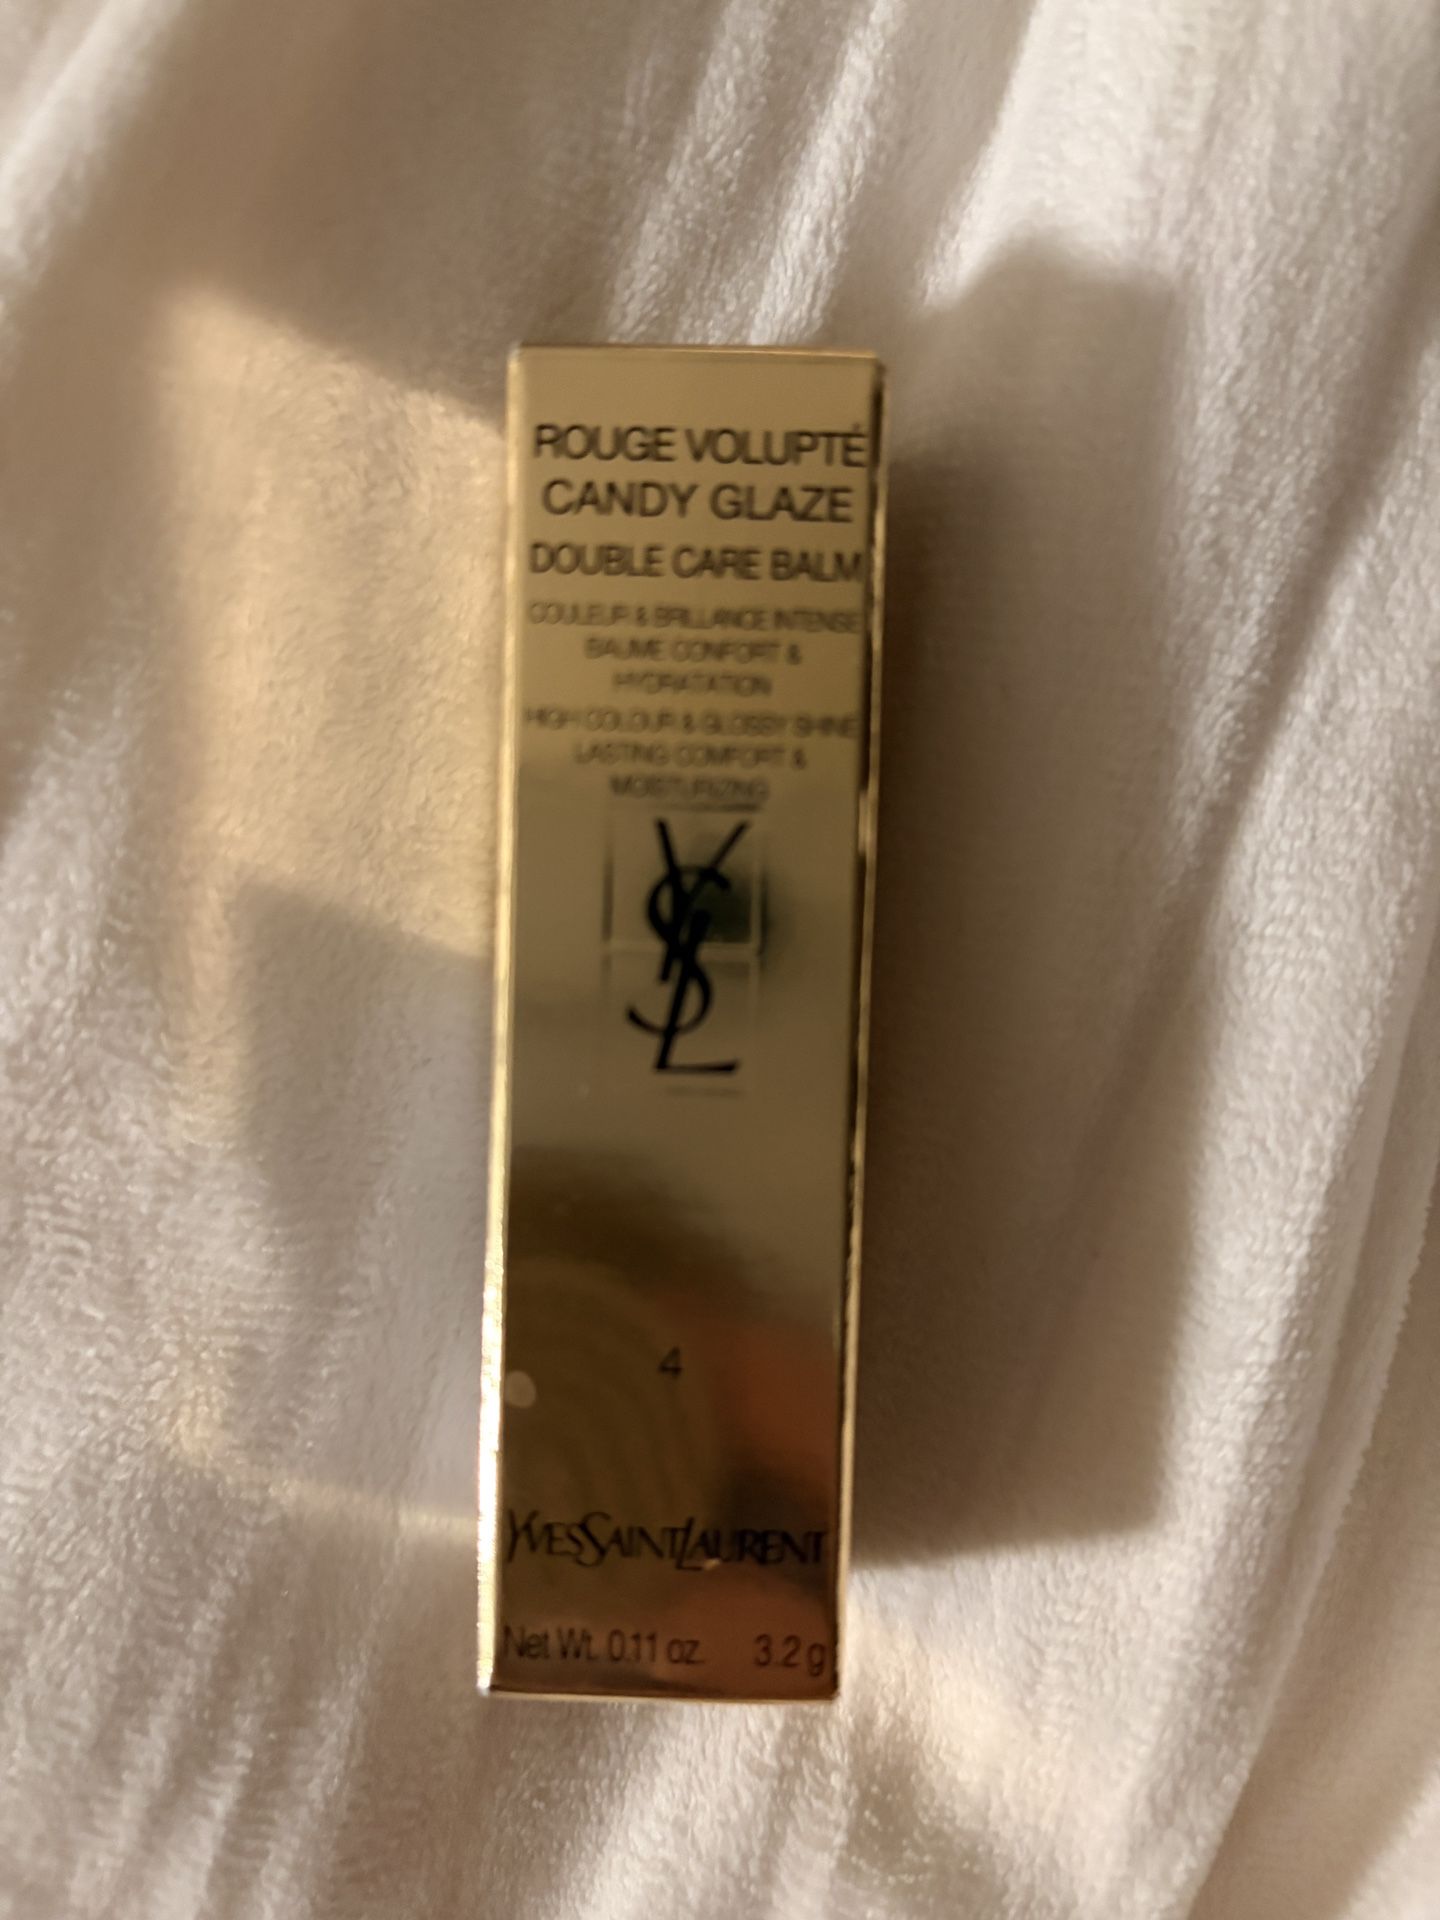 ROUGE VOLUPTÉ
CANDY GLAZE
DOUBLE CARE BALM
COULEUR & BRILLANCE INTENSE
BAUME CONFORT &
HYDRATATION
HIGH COLOUR & GLOSSY SHINE
LASTING COMFORT &
MOISTURIZING
YSL
4
YVESSAINTLAURENT
Net Wt. 0.11 oz. 3.2 g